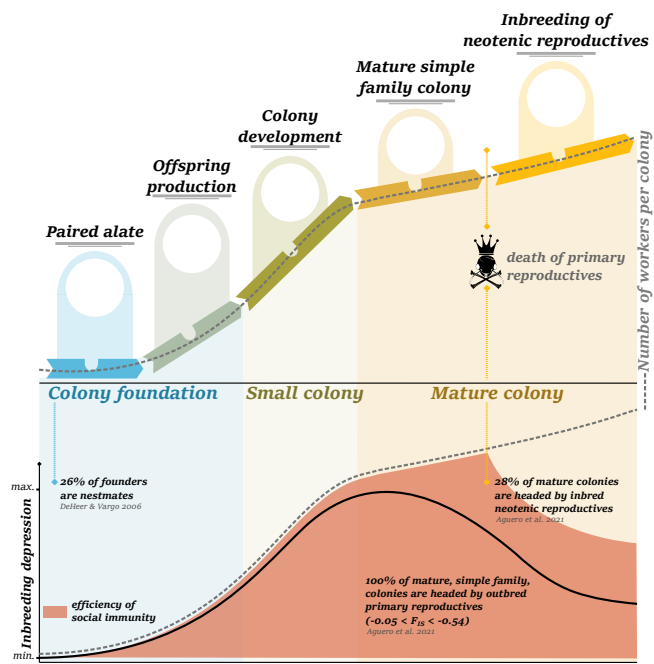 Inbreeding of
neotenic reproductives
Mature simple
family colony
Colony
development
Offspring
production
Paired alate
death of primary
reproductives
Number of workers per colony
Colony foundation
Small colony
Mature colony
max.
26% of founders
are nestmates
DeHeer & Vargo 2006
28% of mature colonies
are headed by inbred
neotenic reproductives
Aguero et al. 2021
Inbreeding depression
efficiency of
social immunity
100% of mature, simple family,
colonies are headed by outbred
primary reproductives
(-0.05 < FIS < -0.54)
Aguero et al. 2021
min.